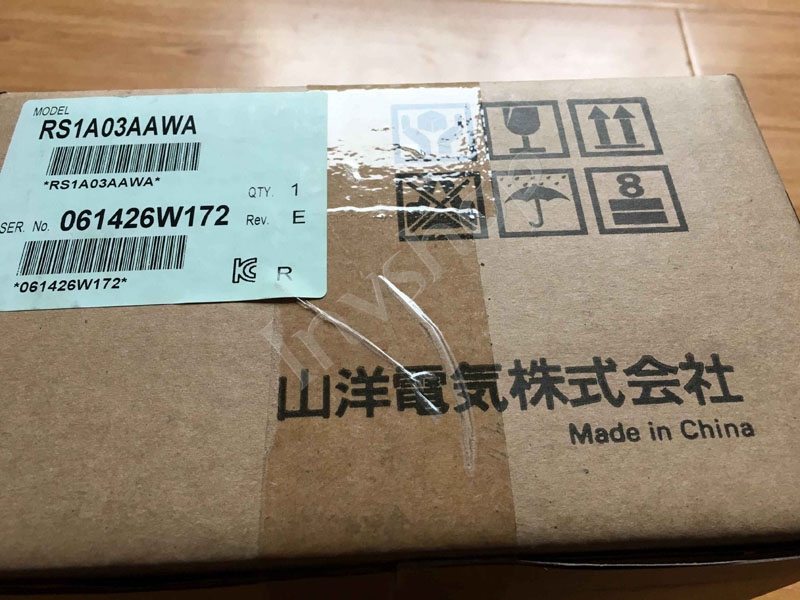 MODEL
RS1A03AAWA
*RS1A03AAWA*
QTY. 1
SER. No. 061426W172 Rev. E
*061426W172*
R
8
山洋電気株式会社
Made in China